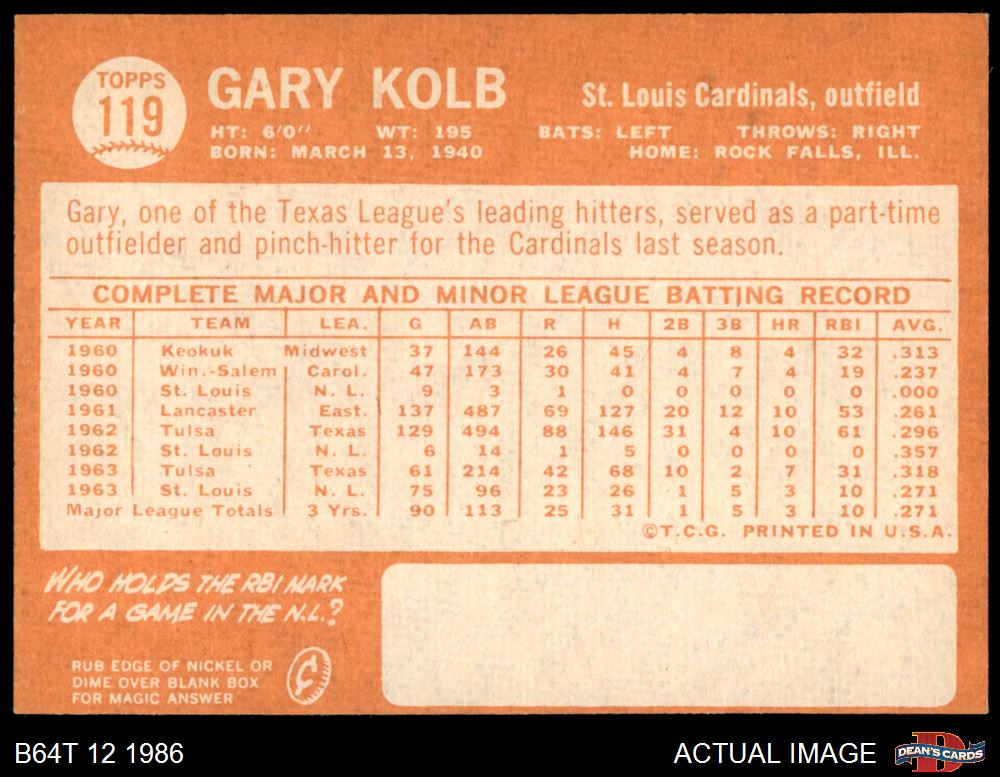 TOPPS
119
GARY KOLB
St. Louis Cardinals, outfield
HT: 6'0" WT: 195 BATS: LEFT THROWS: RIGHT
BORN: MARCH 13, 1940 HOME: ROCK FALLS, ILL.
Gary, one of the Texas League's leading hitters, served as a part-time
outfielder and pinch-hitter for the Cardinals last season.
COMPLETE MAJOR AND MINOR LEAGUE BATTING RECORD
YEAR TEAM LEA. G AB R H 2B 3B HR RBI AVG.
1960 Keokuk Midwest 37 144 26 45 4 8 4 32 .313
1960 Win.-Salem Carol. 47 173 30 41 4 7 4 19 .237
1960 St. Louis N. L. 9 3 1 0 0 0 0 0 .000
1961 Lancaster East. 137 487 69 127 20 12 10 53 .261
1962 Tulsa Texas 129 494 88 146 31 4 10 61 .296
1962 St. Louis N. L. 6 14 1 5 0 0 0 0 .357
1963 Tulsa Texas 61 214 42 68 10 2 7 31 .318
1963 St. Louis N. L. 75 96 23 26 1 5 3 10 .271
Major League Totals 3 Yrs. 90 113 25 31 1 5 3 10 .271
©T.C.G. PRINTED IN U.S.A.
WHO HOLDS THE RBI MARK
FOR A GAME IN THE N.L.?
RUB EDGE OF NICKEL OR
DIME OVER BLANK BOX
FOR MAGIC ANSWER
¢
B64T 12 1986
ACTUAL IMAGE
D
DEAN'S CARDS